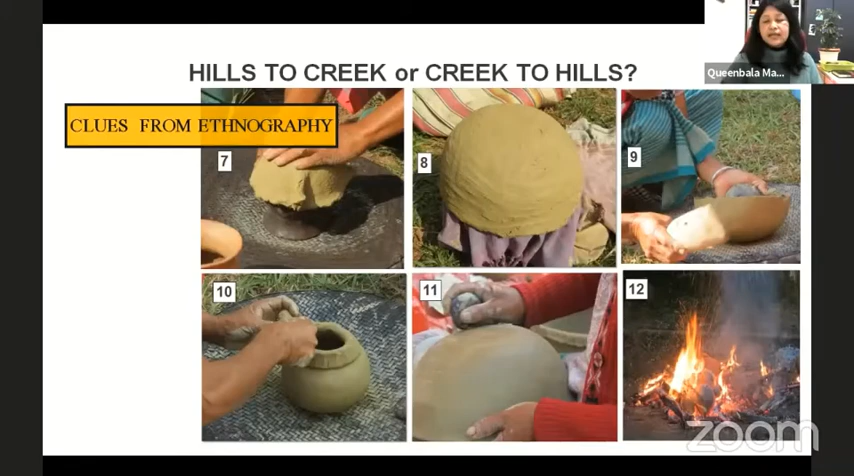 HILLS TO CREEK or CREEK TO HILLS?
Queenbala Ma...
CLUES FROM ETHNOGRAPHY
7
8
9
10
11
12
zoom